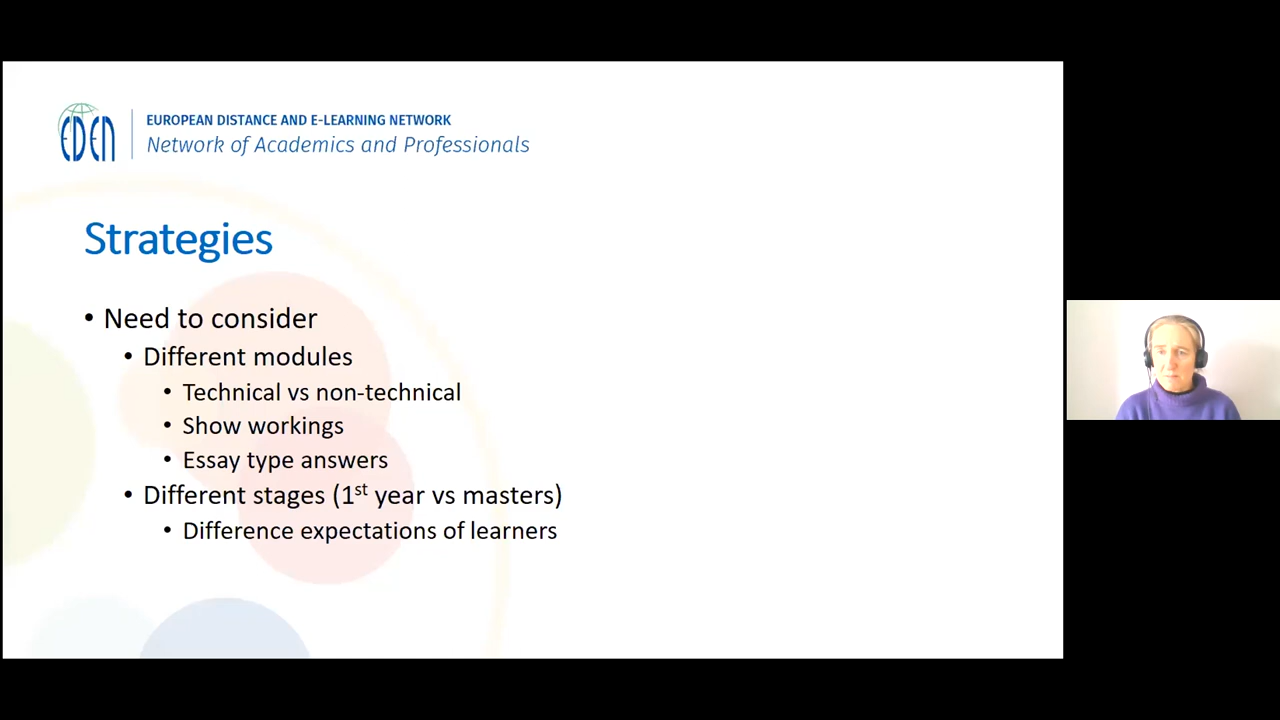 EDEN
EUROPEAN DISTANCE AND E-LEARNING NETWORK
Network of Academics and Professionals
Strategies
• Need to consider
• Different modules
• Technical vs non-technical
• Show workings
• Essay type answers
• Different stages (1st year vs masters)
• Difference expectations of learners